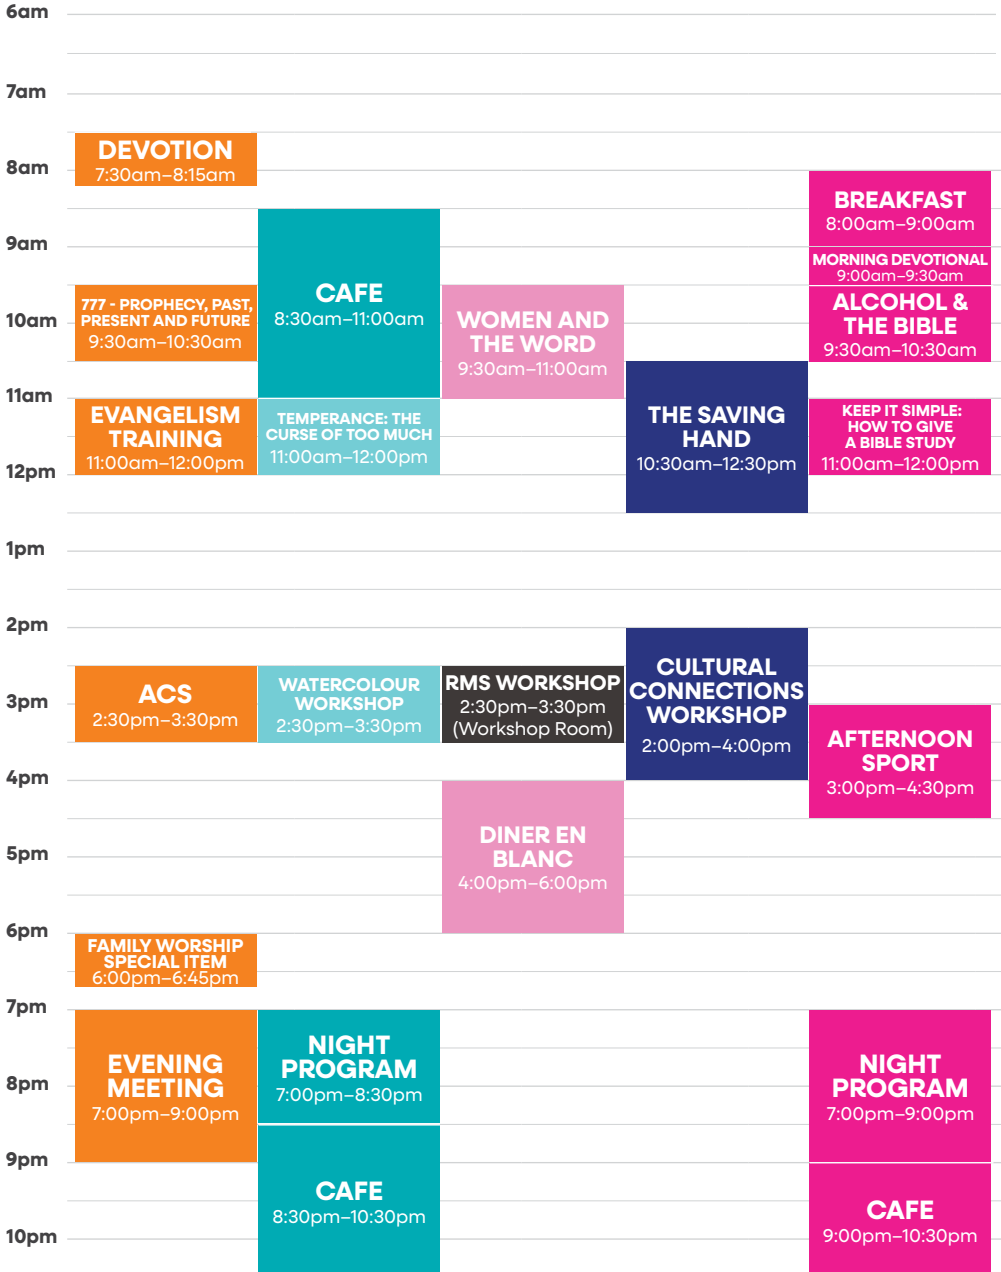 6am
7am
8am
9am
10am
11am
12pm
1pm
2pm
3pm
4pm
5pm
6pm
7pm
8pm
9pm
10pm
DEVOTION
7:30am–8:15am
777 - PROPHECY, PAST,
PRESENT AND FUTURE
9:30am–10:30am
EVANGELISM
TRAINING
11:00am–12:00pm
ACS
2:30pm–3:30pm
FAMILY WORSHIP
SPECIAL ITEM
6:00pm–6:45pm
EVENING
MEETING
7:00pm–9:00pm
CAFE
8:30am–11:00am
TEMPERANCE: THE
CURSE OF TOO MUCH
11:00am–12:00pm
WATERCOLOUR
WORKSHOP
2:30pm–3:30pm
NIGHT
PROGRAM
7:00pm–8:30pm
CAFE
8:30pm–10:30pm
WOMEN AND
THE WORD
9:30am–11:00am
RMS WORKSHOP
2:30pm–3:30pm
(Workshop Room)
DINER EN
BLANC
4:00pm–6:00pm
THE SAVING
HAND
10:30am–12:30pm
CULTURAL
CONNECTIONS
WORKSHOP
2:00pm–4:00pm
BREAKFAST
8:00am–9:00am
MORNING DEVOTIONAL
9:00am–9:30am
ALCOHOL &
THE BIBLE
9:30am–10:30am
KEEP IT SIMPLE:
HOW TO GIVE
A BIBLE STUDY
11:00am–12:00pm
AFTERNOON
SPORT
3:00pm–4:30pm
NIGHT
PROGRAM
7:00pm–9:00pm
CAFE
9:00pm–10:30pm